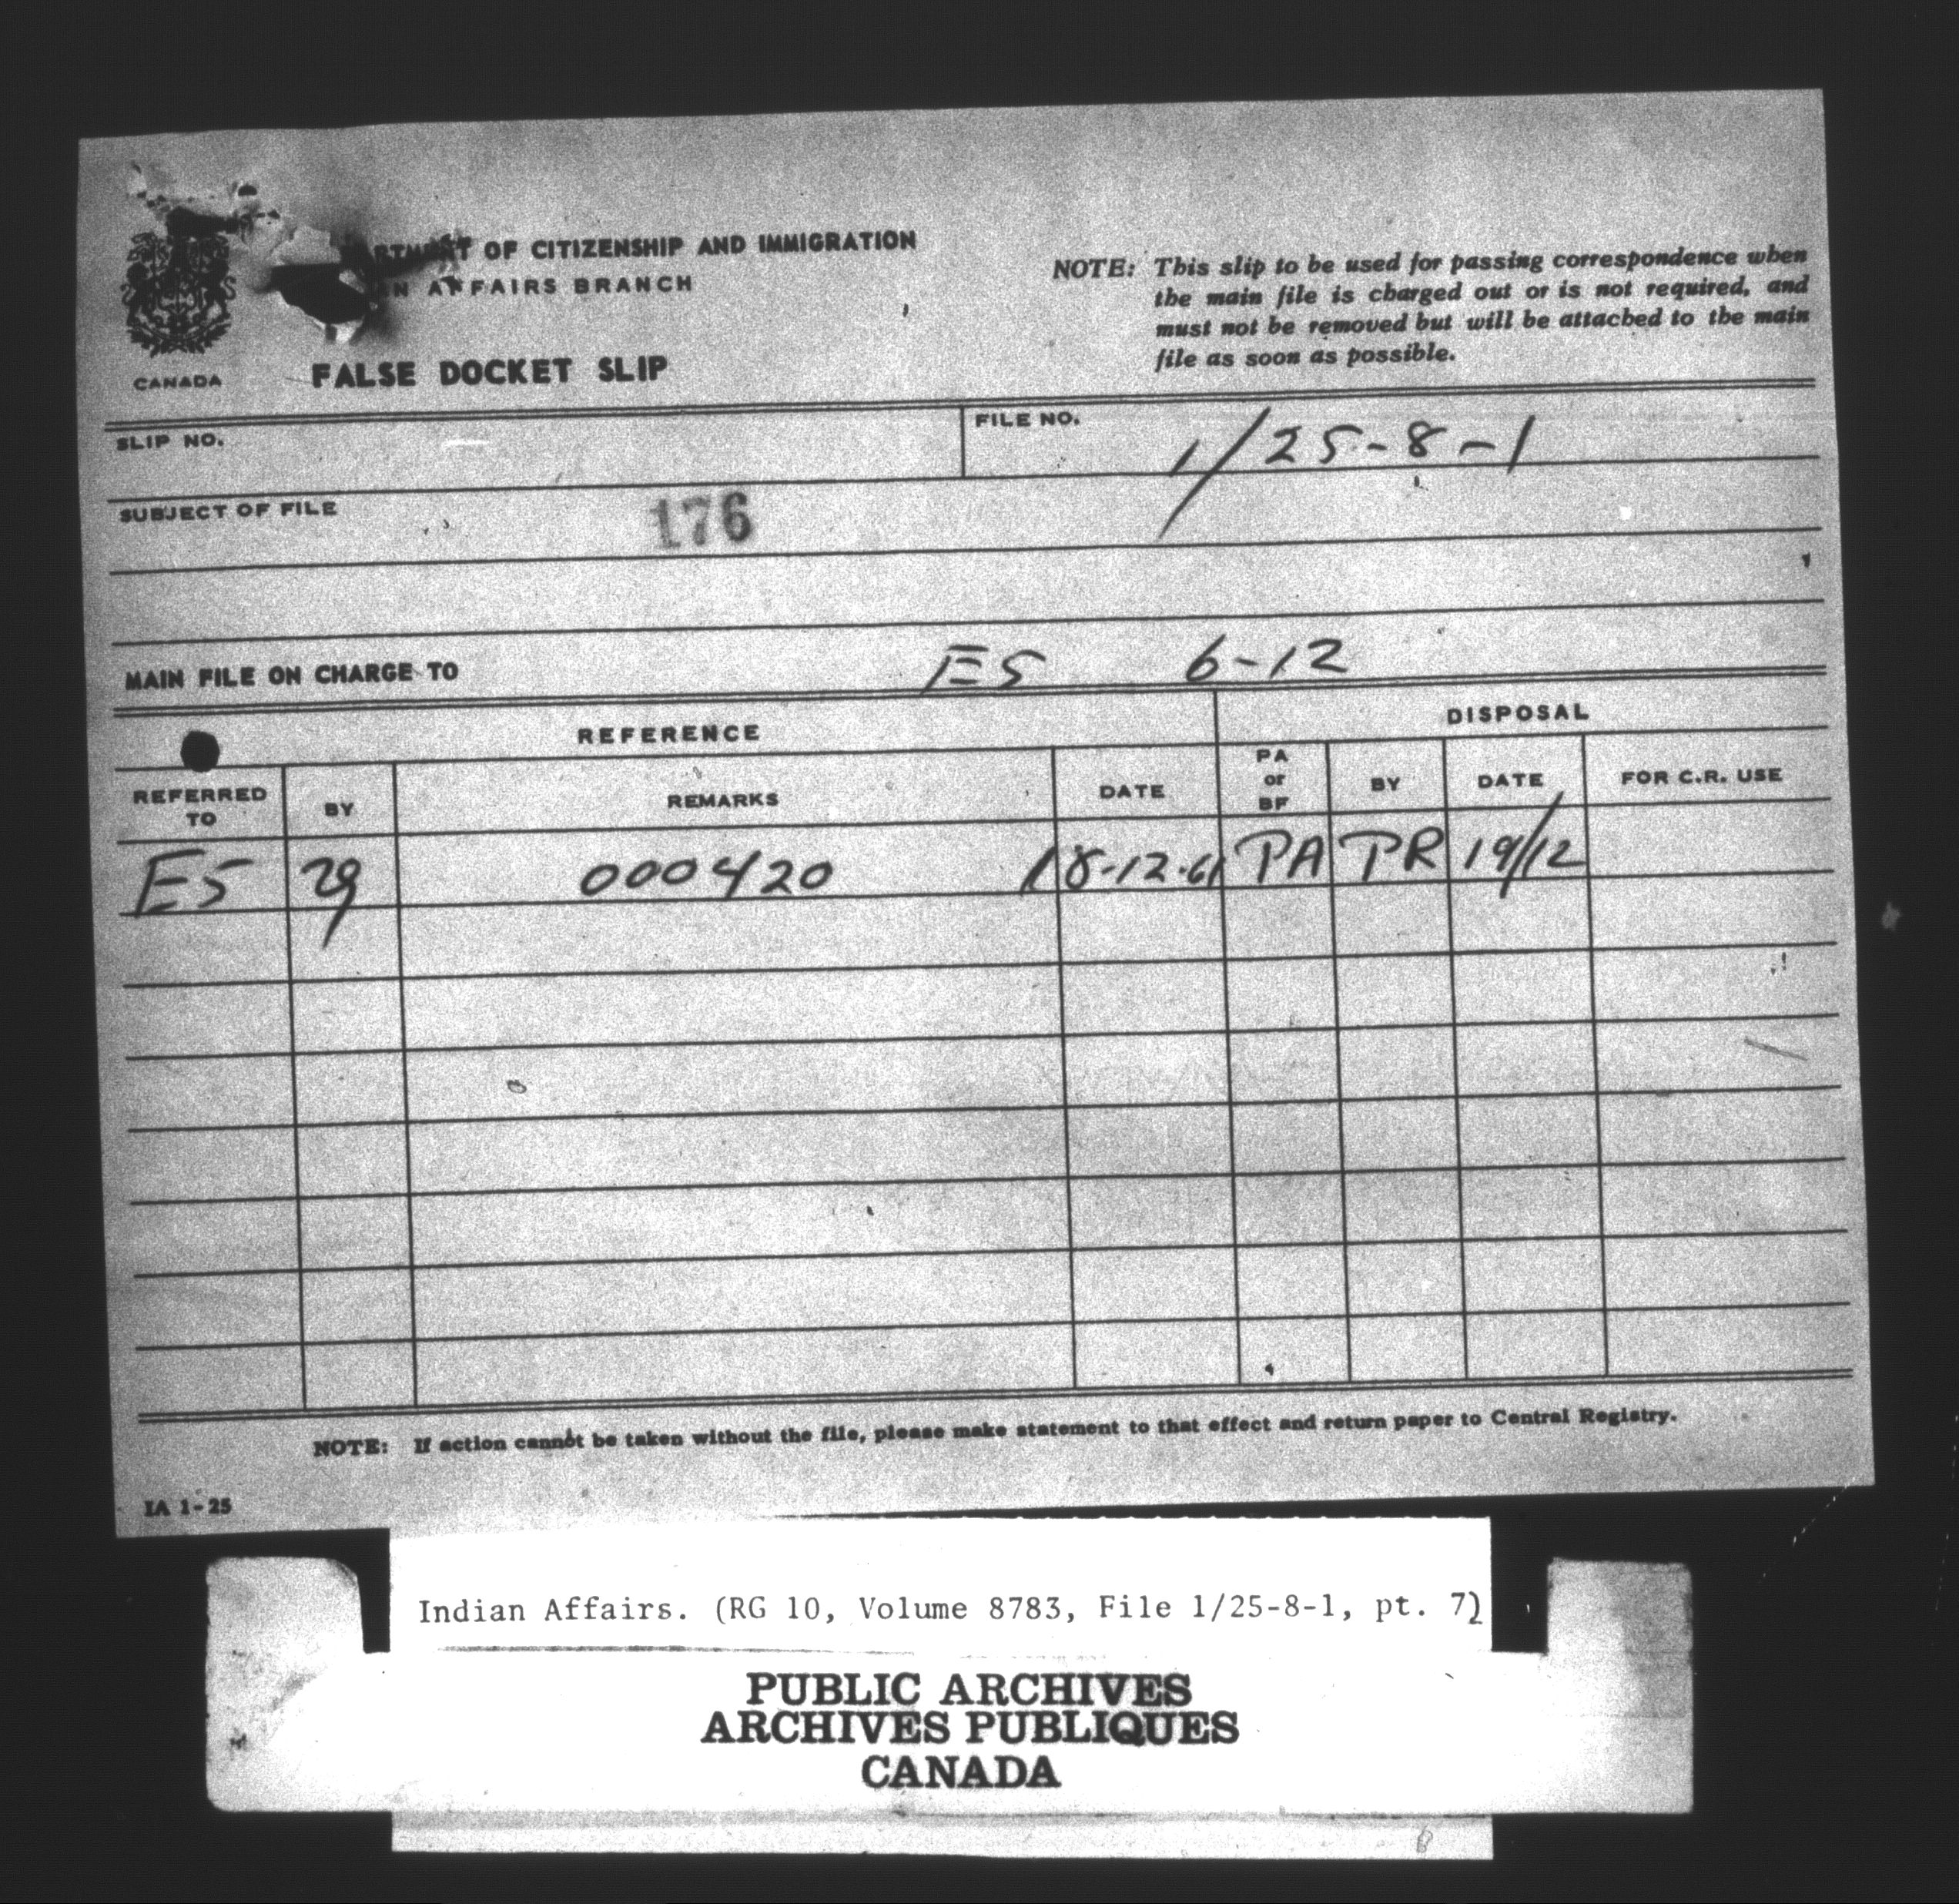 OF CITIZENSHIP AND IMMIGRATION
AFFAIRS BRANCH
CANADA
FALSE DOCKET SLIP
NOTE: This slip to be used for passing correspondence when
the main file is charged out or is not required, and
must not be removed but will be attached to the main
file as soon as possible.
SLIP NO.
FILE NO. 1/25-8-1
SUBJECT OF FILE 176
MAIN FILE ON CHARGE TO ES 6-12
REFERENCE DISPOSAL
REFERRED TO BY REMARKS DATE PA or BF BY DATE FOR C.R. USE
ES 000420 18-12-61 PA PR 19/12
NOTE: If action cannot be taken without the file, please make statement to that effect and return paper to Central Registry.
IA 1-25
Indian Affairs. (RG 10, Volume 8783, File 1/25-8-1, pt. 7)
PUBLIC ARCHIVES
ARCHIVES PUBLIQUES
CANADA